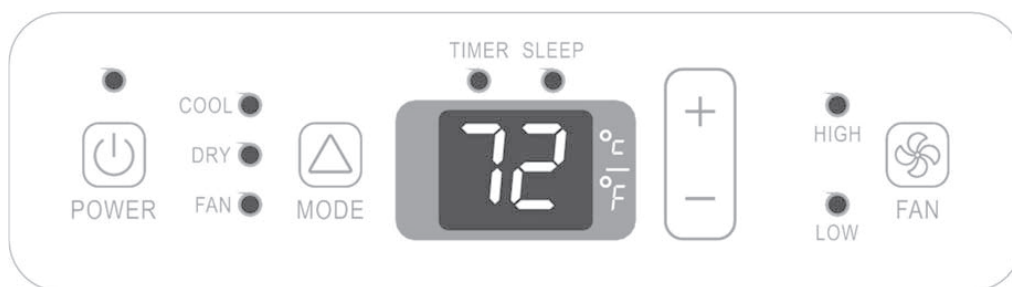 TIMER SLEEP
COOL
DRY
FAN
POWER
MODE
72
°C
°F
+
−
HIGH
LOW
FAN